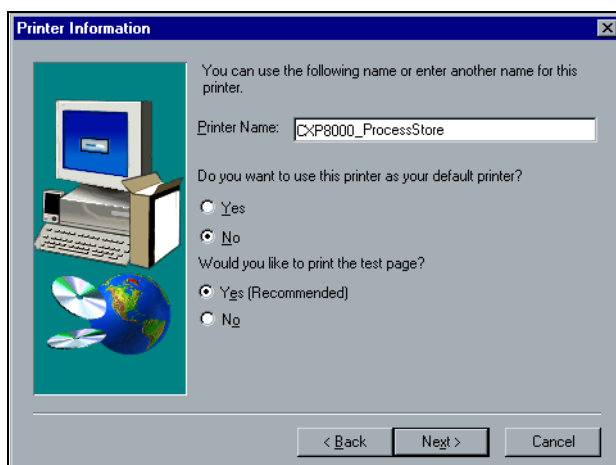 Printer Information
You can use the following name or enter another name for this
printer.
Printer Name: CXP8000_ProcessStore
Do you want to use this printer as your default printer?
Yes
No
Would you like to print the test page?
Yes (Recommended)
No
< Back Next > Cancel